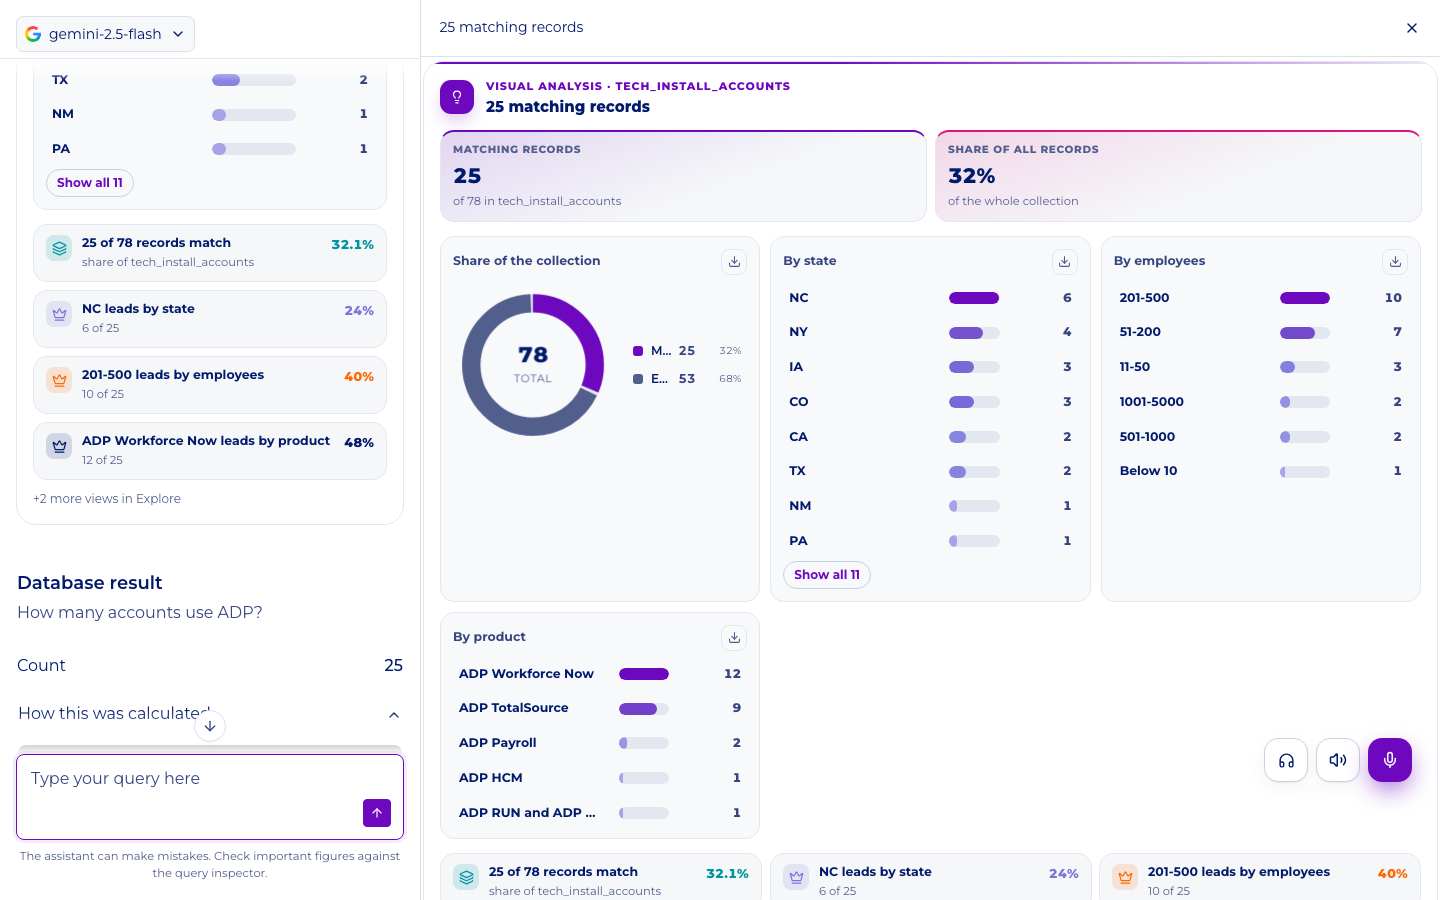 gemini-2.5-flash
TX 2
NM 1
PA 1
Show all 11
25 of 78 records match 32.1%
share of tech_install_accounts
NC leads by state 24%
6 of 25
201-500 leads by employees 40%
10 of 25
ADP Workforce Now leads by product 48%
12 of 25
+2 more views in Explore
Database result
How many accounts use ADP?
Count 25
How this was calculated
Type your query here
The assistant can make mistakes. Check important figures against
the query inspector.
25 matching records
VISUAL ANALYSIS · TECH_INSTALL_ACCOUNTS
25 matching records
MATCHING RECORDS
25
of 78 in tech_install_accounts
SHARE OF ALL RECORDS
32%
of the whole collection
Share of the collection
78
TOTAL
M... 25 32%
E... 53 68%
By state
NC 6
NY 4
IA 3
CO 3
CA 2
TX 2
NM 1
PA 1
Show all 11
By employees
201-500 10
51-200 7
11-50 3
1001-5000 2
501-1000 2
Below 10 1
By product
ADP Workforce Now 12
ADP TotalSource 9
ADP Payroll 2
ADP HCM 1
ADP RUN and ADP ... 1
25 of 78 records match 32.1%
share of tech_install_accounts
NC leads by state 24%
6 of 25
201-500 leads by employees 40%
10 of 25